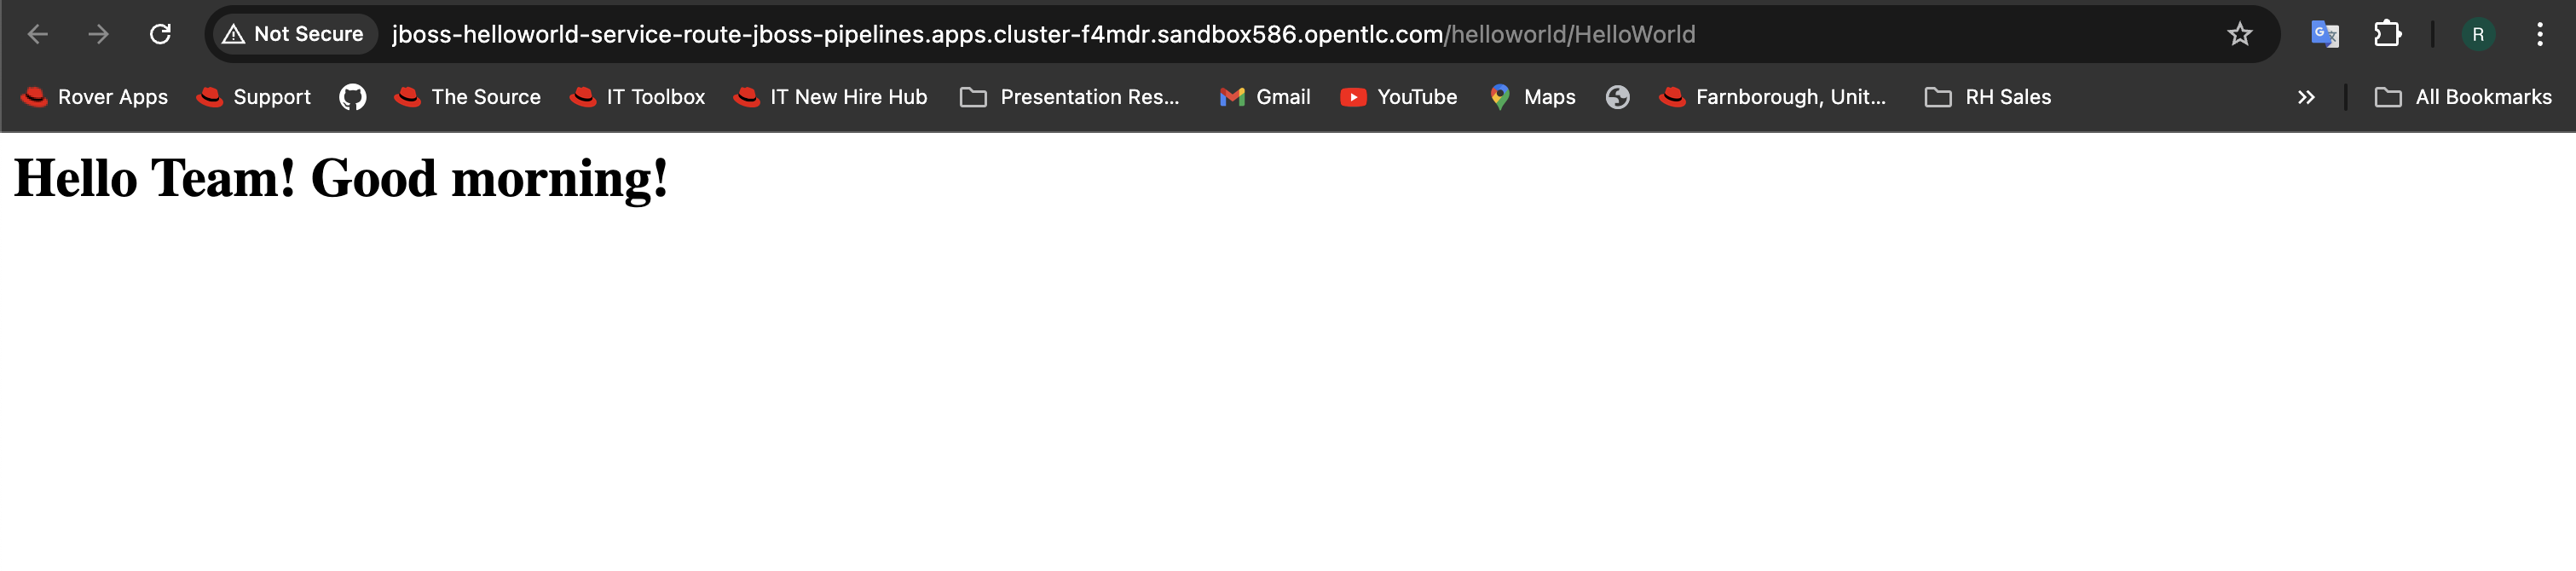 Not Secure jboss-helloworld-service-route-jboss-pipelines.apps.cluster-f4mdr.sandbox586.opentlc.com/helloworld/HelloWorld R
Rover Apps Support The Source IT Toolbox IT New Hire Hub Presentation Res... Gmail YouTube Maps Farnborough, Unit... RH Sales All Bookmarks
Hello Team! Good morning!